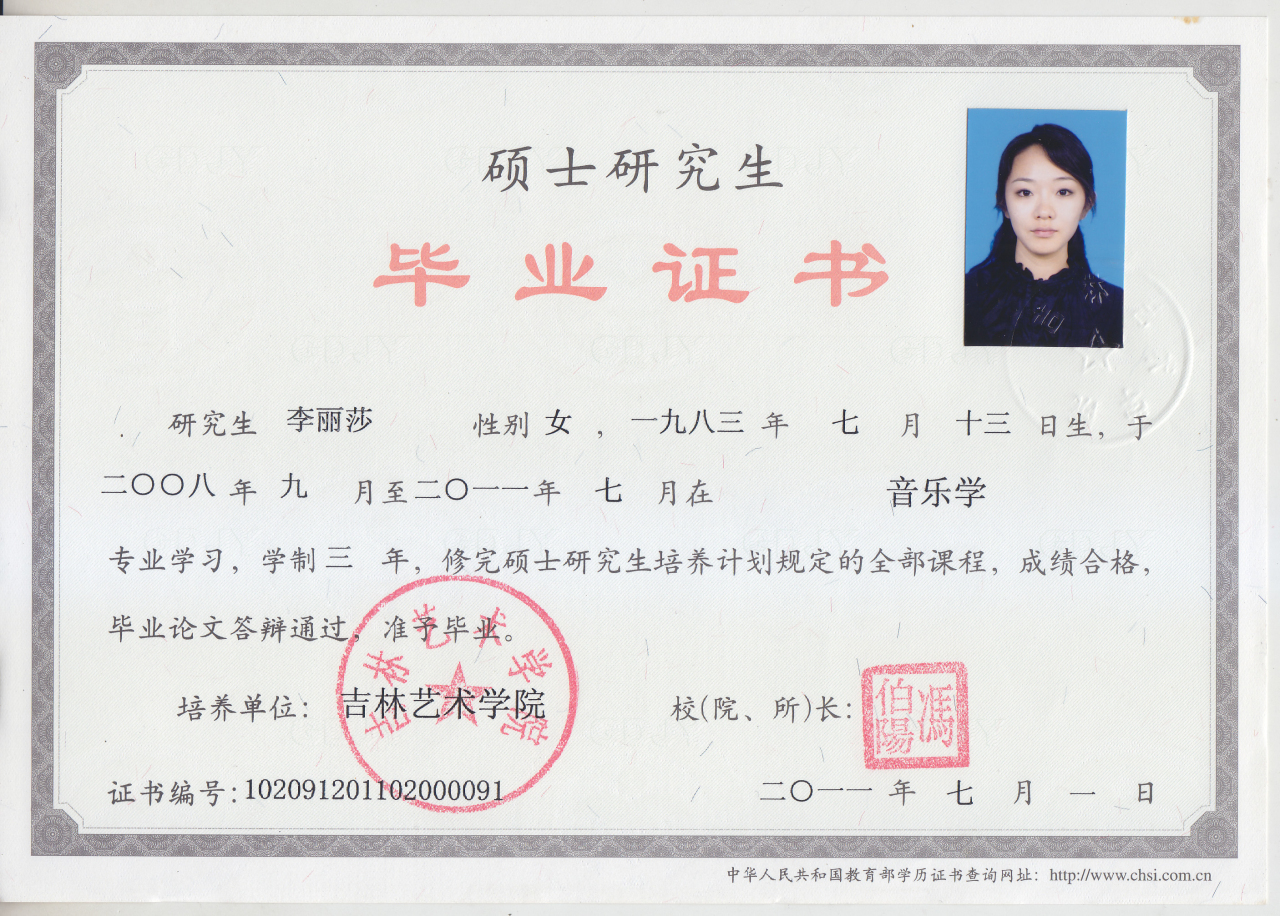 硕士研究生
毕业证书
研究生 李丽莎 性别 女 ，一九八三 年 七 月 十三 日生，于
二〇〇八 年 九 月至二〇一一年 七 月在 音乐学
专业学习，学制 三 年，修完硕士研究生培养计划规定的全部课程，成绩合格，
毕业论文答辩通过，准予毕业。
吉林艺术学院
培养单位：吉林艺术学院 校(院、所)长：
冯伯陽
证书编号:102091201102000091 二〇一一 年 七 月 一 日
中华人民共和国教育部学历证书查询网址：http://www.chsi.com.cn